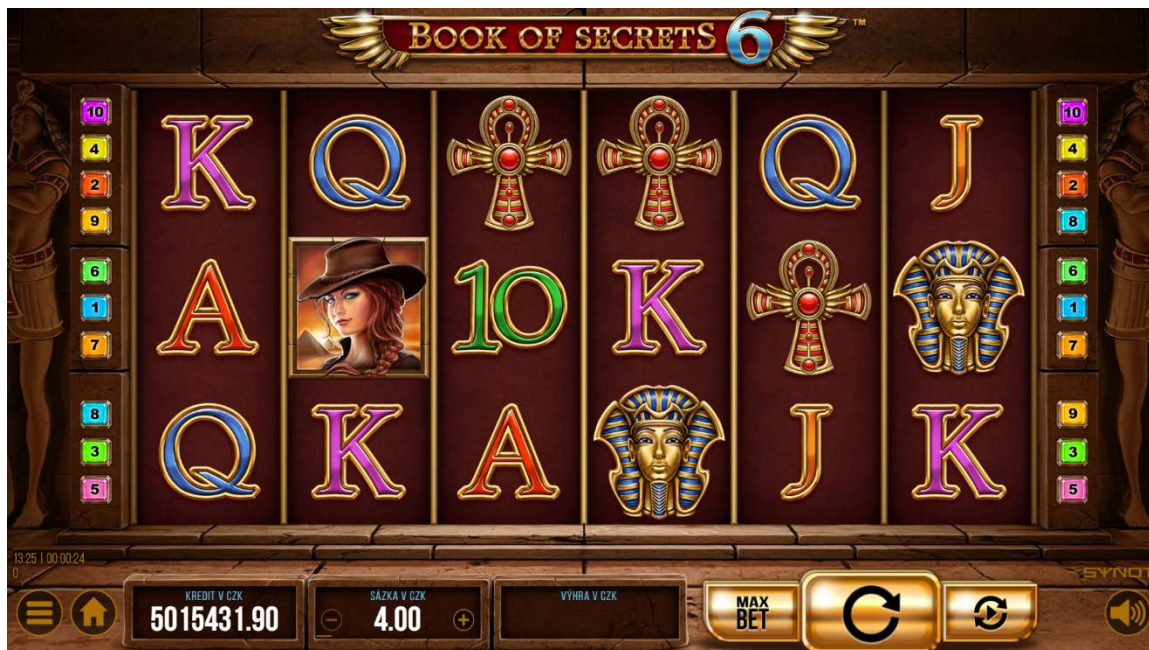 BOOK OF SECRETS 6 ™
10 10
4 4
2 2
9 8
K Q Q J
6 6
1 1
7 7
A 10 K
8 9
3 3
5 5
Q K A J K
13:25 | 00:00:24
0
SYNOT
KREDIT V CZK SÁZKA V CZK VÝHRA V CZK
5015431.90 4.00 MAX BET